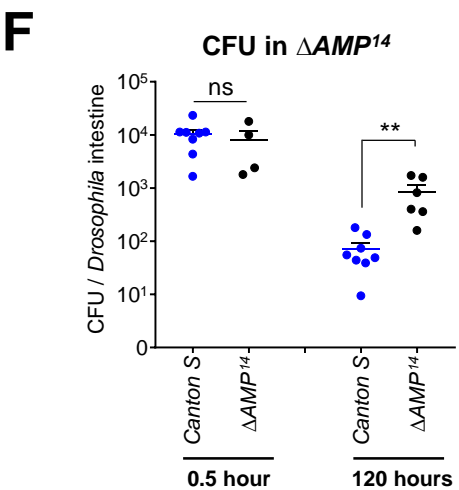 F
CFU in ΔAMP¹⁴
CFU / Drosophila intestine
10⁵
10⁴
10³
10²
10¹
0
ns
**
Canton S
ΔAMP¹⁴
Canton S
ΔAMP¹⁴
0.5 hour
120 hours